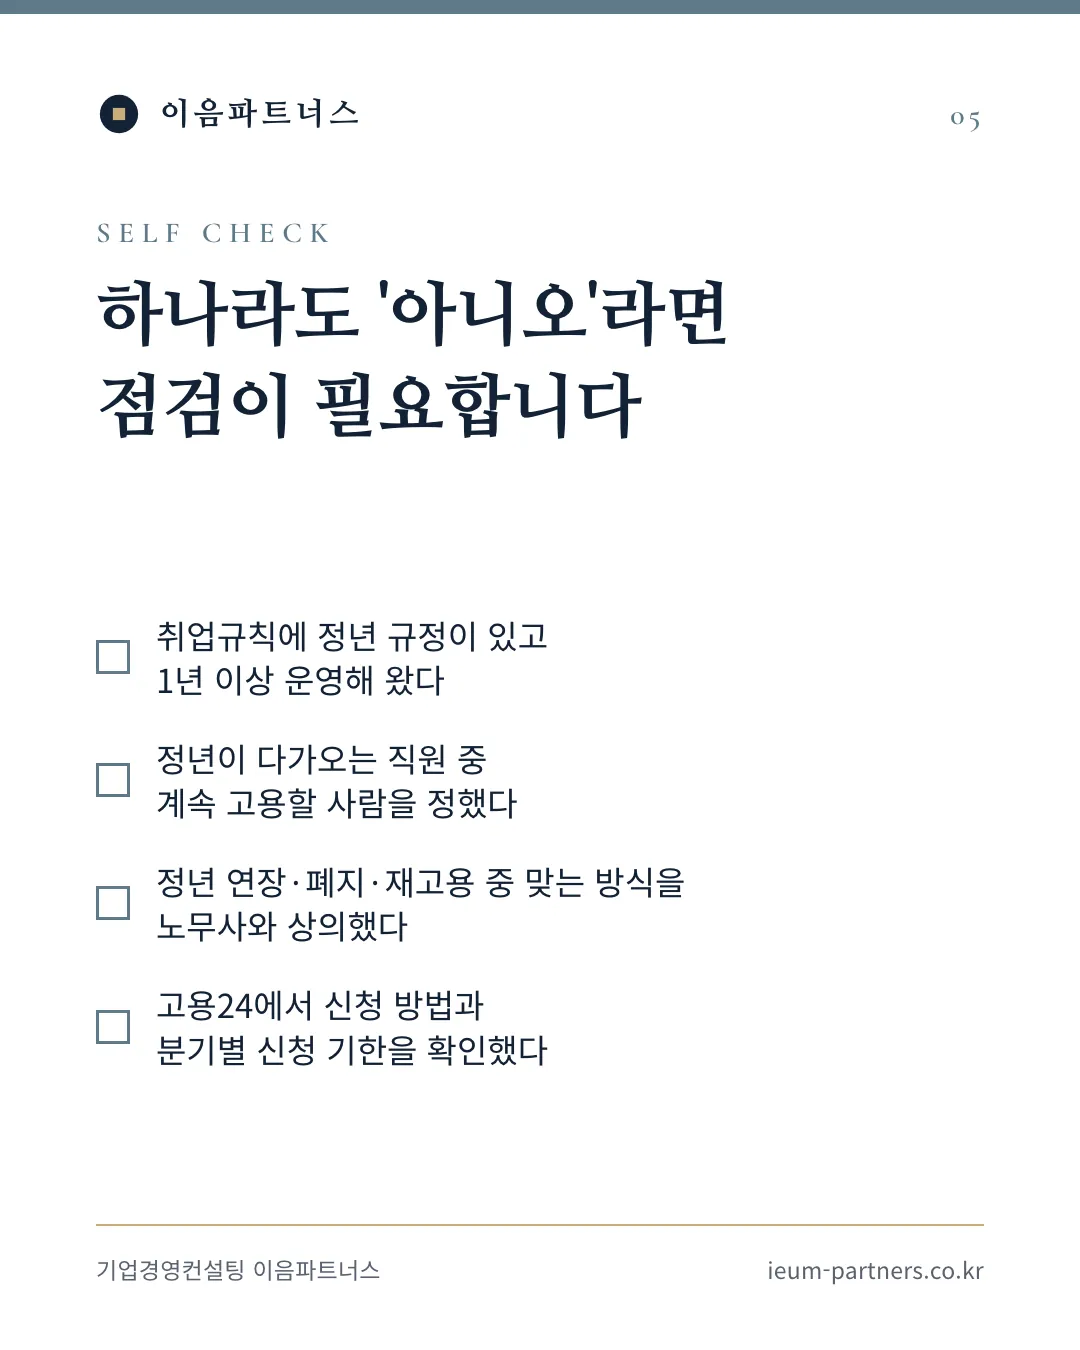 이음파트너스
05
SELF CHECK
하나라도 '아니오'라면
점검이 필요합니다
취업규칙에 정년 규정이 있고
1년 이상 운영해 왔다
정년이 다가오는 직원 중
계속 고용할 사람을 정했다
정년 연장·폐지·재고용 중 맞는 방식을
노무사와 상의했다
고용24에서 신청 방법과
분기별 신청 기한을 확인했다
기업경영컨설팅 이음파트너스
ieum-partners.co.kr